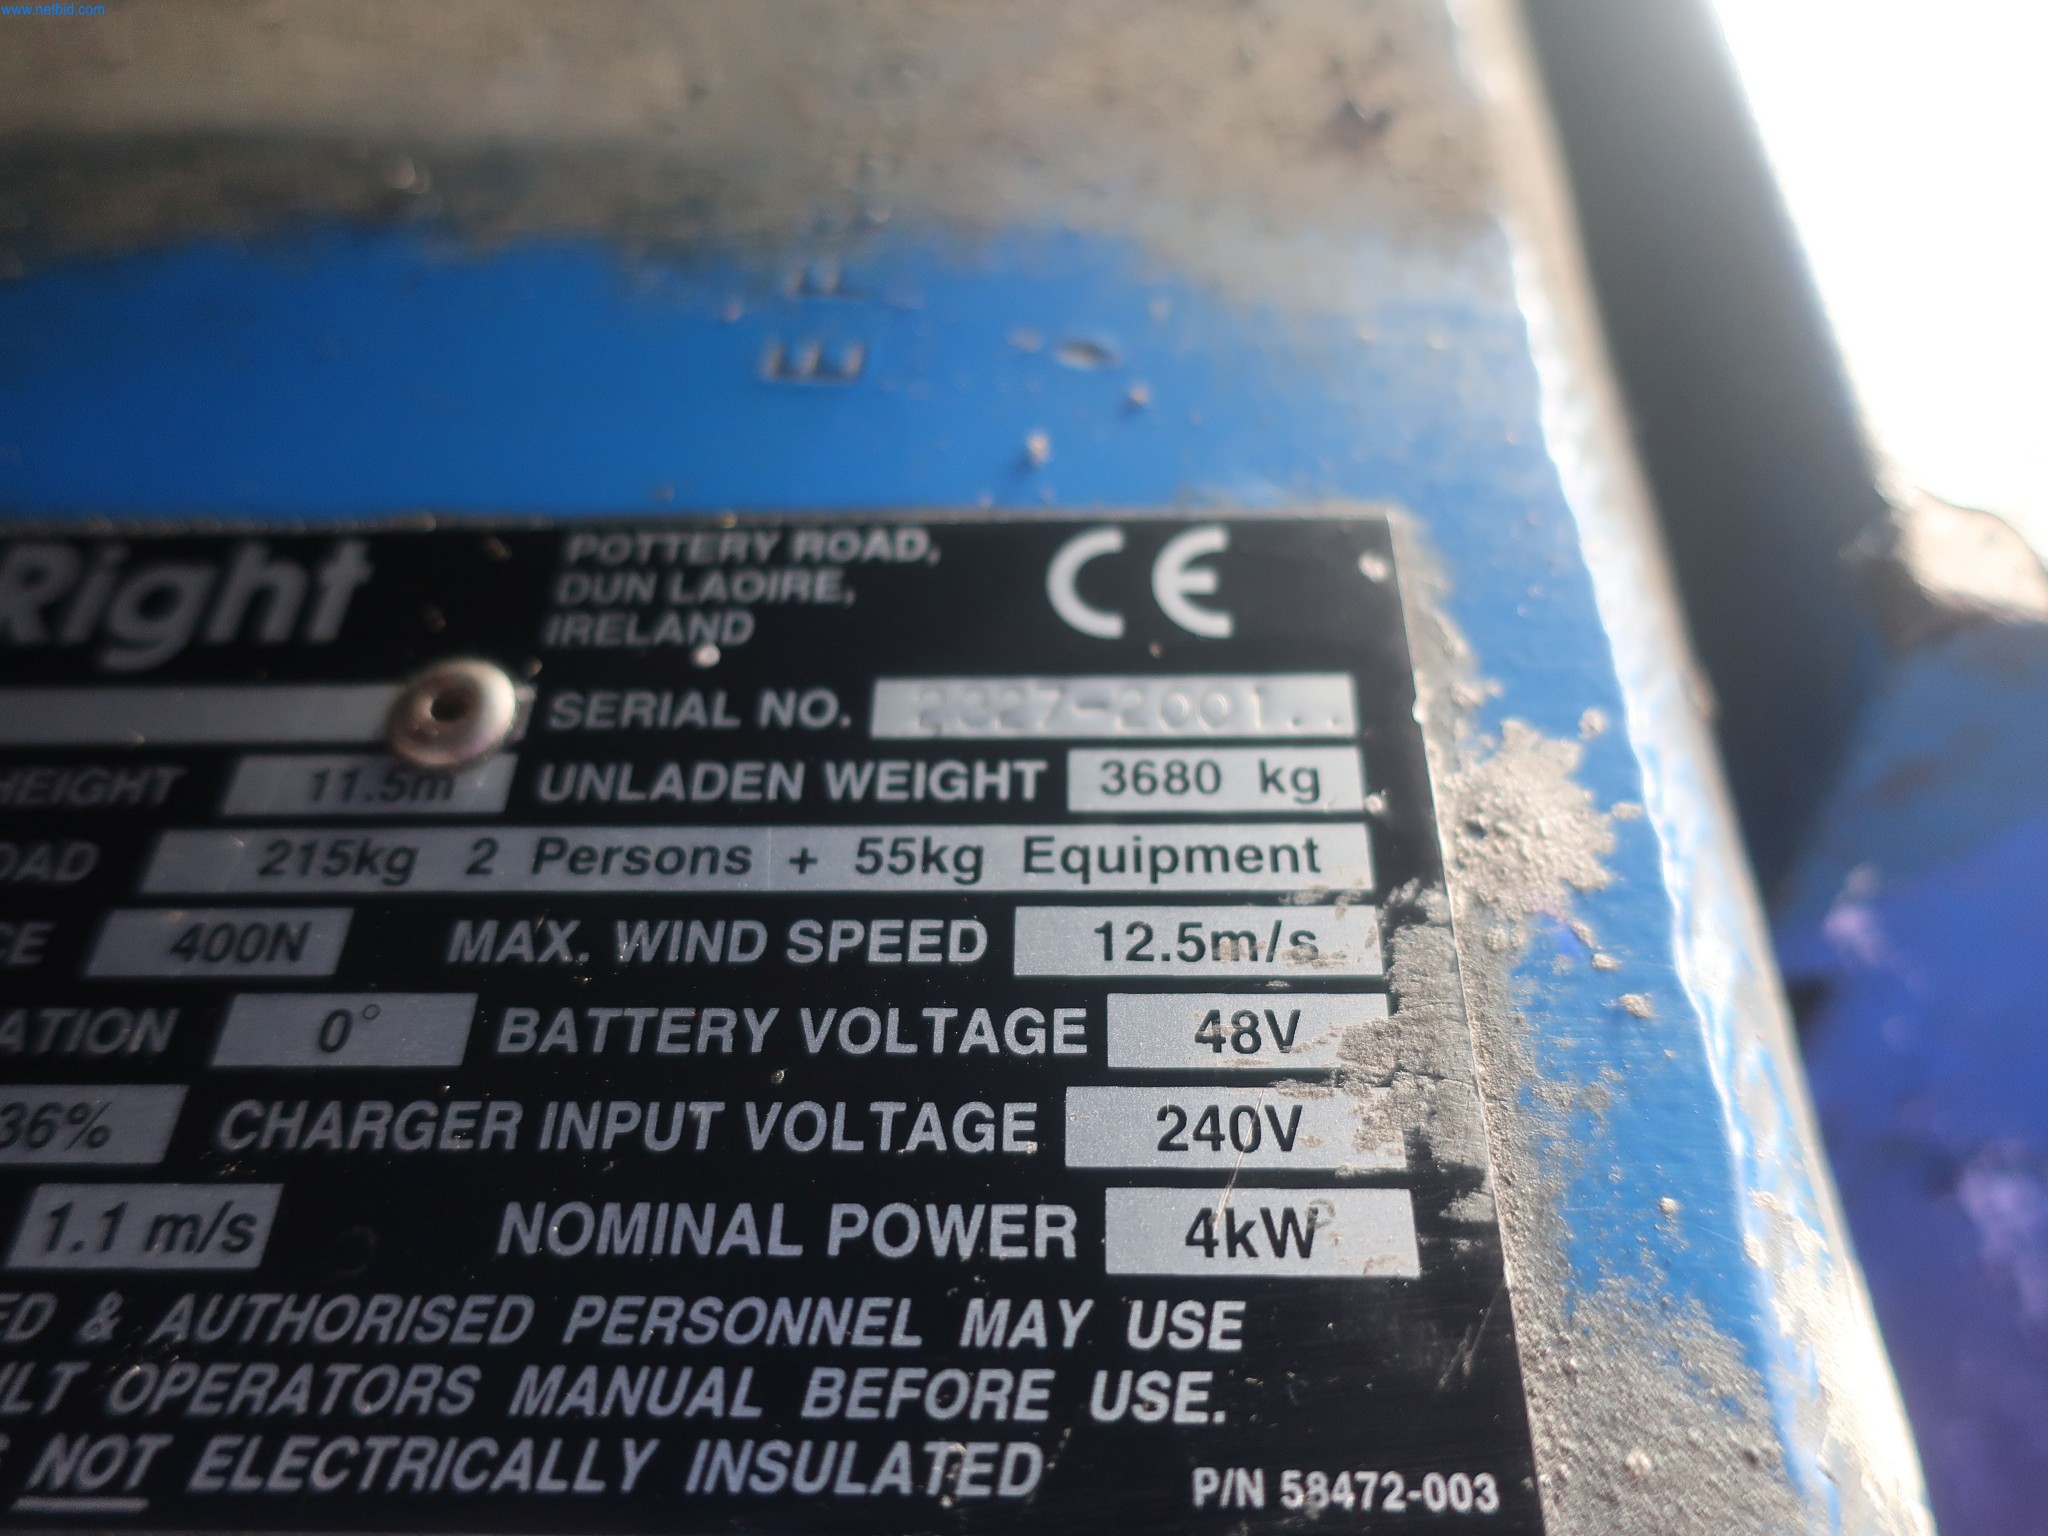 www.netbid.com
Right
POTTERY ROAD,
DUN LAOIRE,
IRELAND
CE
SERIAL NO. 2327-2001..
HEIGHT 11.5m UNLADEN WEIGHT 3680 kg
OAD 215kg 2 Persons + 55kg Equipment
CE 400N MAX. WIND SPEED 12.5m/s
ATION 0° BATTERY VOLTAGE 48V
36% CHARGER INPUT VOLTAGE 240V
1.1 m/s NOMINAL POWER 4kW
ED & AUTHORISED PERSONNEL MAY USE
ULT OPERATORS MANUAL BEFORE USE.
S NOT ELECTRICALLY INSULATED
P/N 58472-003